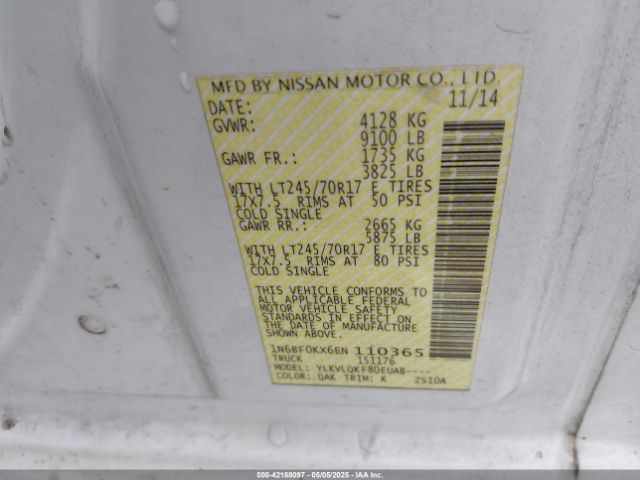 MFD BY NISSAN MOTOR CO., LTD.
DATE: 11/14
GVWR: 4128 KG
9100 LB
GAWR FR.: 1735 KG
3825 LB
WITH LT245/70R17 E TIRES
17X7.5 RIMS AT 50 PSI
COLD SINGLE
GAWR RR.: 2665 KG
5875 LB
WITH LT245/70R17 E TIRES
17X7.5 RIMS AT 80 PSI
COLD SINGLE
THIS VEHICLE CONFORMS TO
ALL APPLICABLE FEDERAL
MOTOR VEHICLE SAFETY
STANDARDS IN EFFECT ON THE
DATE OF MANUFACTURE
SHOWN ABOVE.
1N6BF0KX6EN 110365
TRUCK 151176
MODEL: YLKVLQKF80EUAB----
COLOR: QAK TRIM: K ZS10A
000-42188097 - 05/05/2025 - IAAI.com